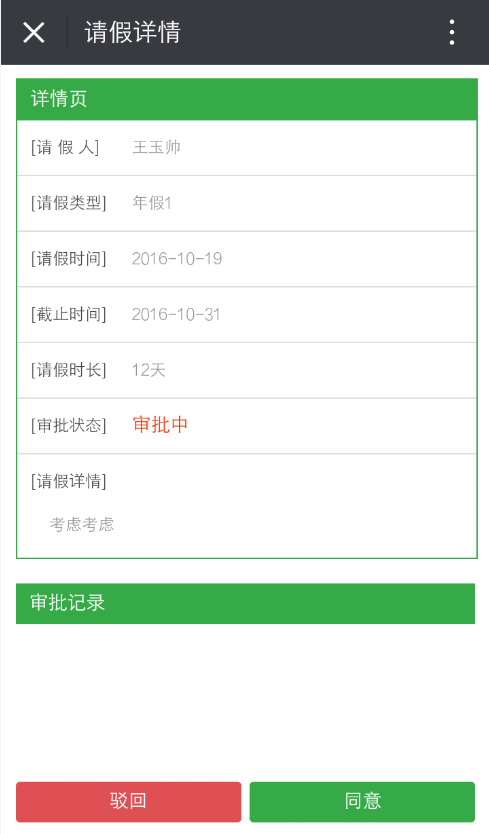 请假详情
详情页
[请 假 人] 王玉帅
[请假类型] 年假1
[请假时间] 2016-10-19
[截止时间] 2016-10-31
[请假时长] 12天
[审批状态] 审批中
[请假详情]
考虑考虑
审批记录
驳回 同意